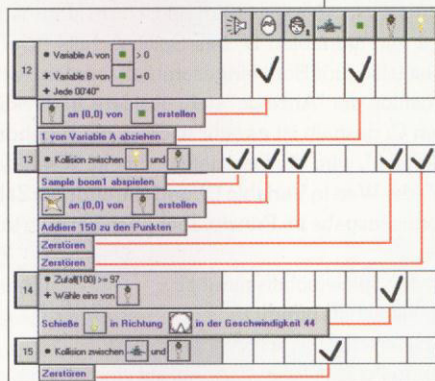 1
12
• Variable A von > 0
+ Variable B von = 0
+ Jede 00'40"
an (0,0) von erstellen
1 von Variable A abziehen
13
• Kollision zwischen und
Sample boom1 abspielen
an (0,0) von erstellen
Addiere 150 zu den Punkten
Zerstören
Zerstören
14
• Zufall(100) >= 97
+ Wähle eins von
Schieße in Richtung in der Geschwindigkeit 44
15
• Kollision zwischen und
Zerstören